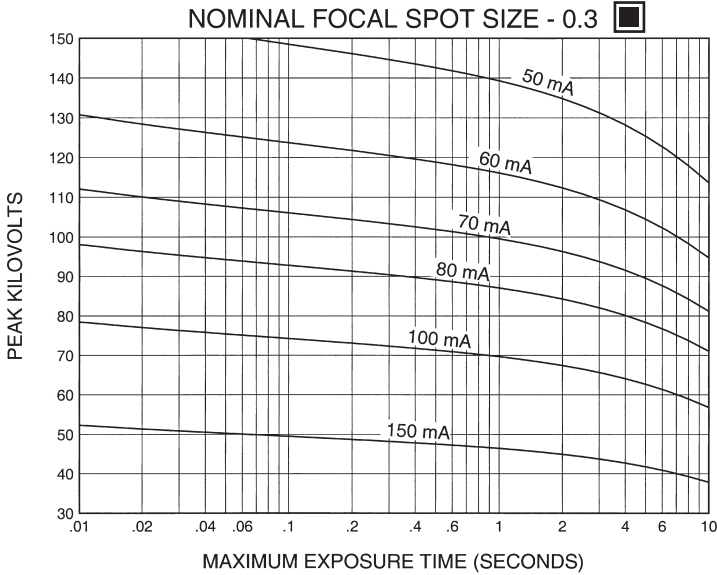 NOMINAL FOCAL SPOT SIZE - 0.3
PEAK KILOVOLTS
150
140
130
120
110
100
90
80
70
60
50
40
30
50 mA
60 mA
70 mA
80 mA
100 mA
150 mA
.01 .02 .04 .06 .1 .2 .4 .6 1 2 4 6 10
MAXIMUM EXPOSURE TIME (SECONDS)